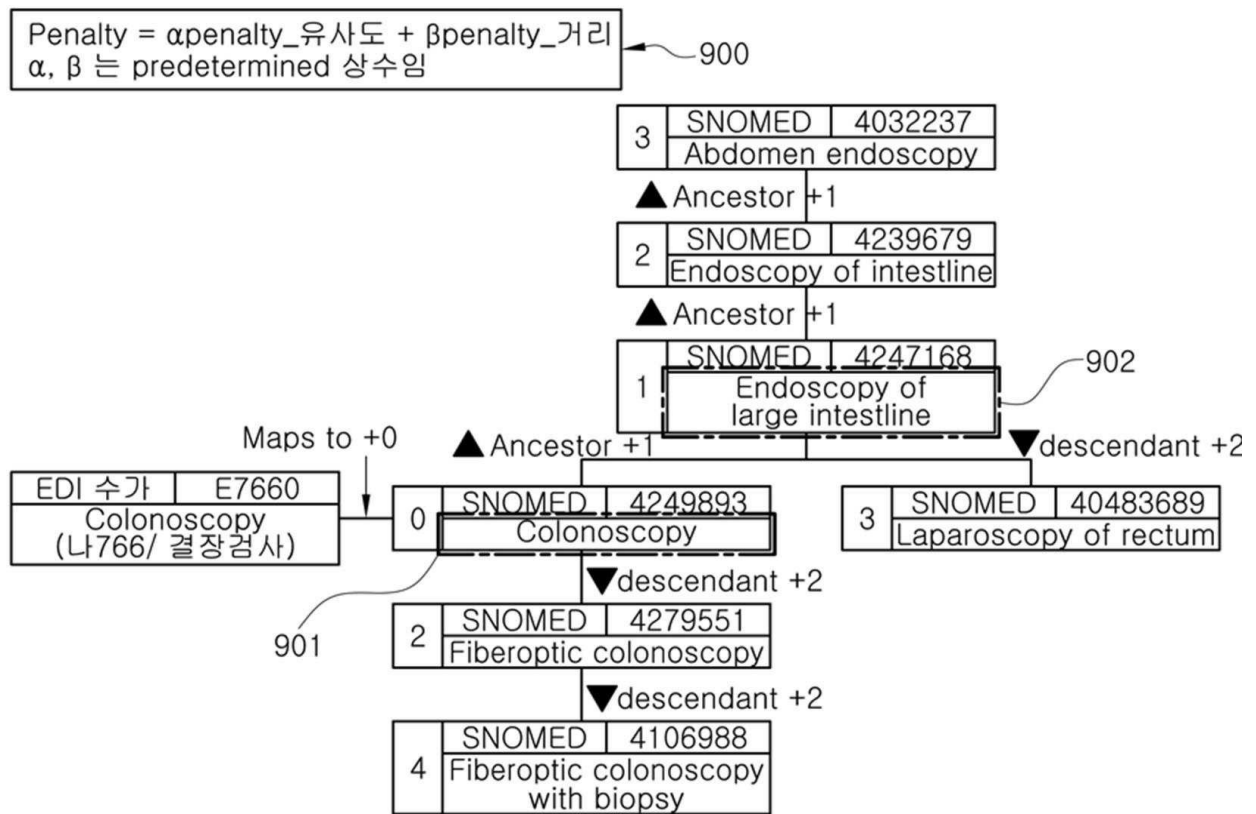 Penalty = αpenalty_유사도 + βpenalty_거리
α, β 는 predetermined 상수임
900
3 SNOMED 4032237
Abdomen endoscopy
▲ Ancestor +1
2 SNOMED 4239679
Endoscopy of intestline
▲ Ancestor +1
1 SNOMED 4247168
Endoscopy of
large intestline
902
Maps to +0
▲ Ancestor +1
▼descendant +2
EDI 수가 E7660
Colonoscopy
(나766/ 결장검사)
0 SNOMED 4249893
Colonoscopy
3 SNOMED 40483689
Laparoscopy of rectum
901
▼descendant +2
2 SNOMED 4279551
Fiberoptic colonoscopy
▼descendant +2
4 SNOMED 4106988
Fiberoptic colonoscopy
with biopsy